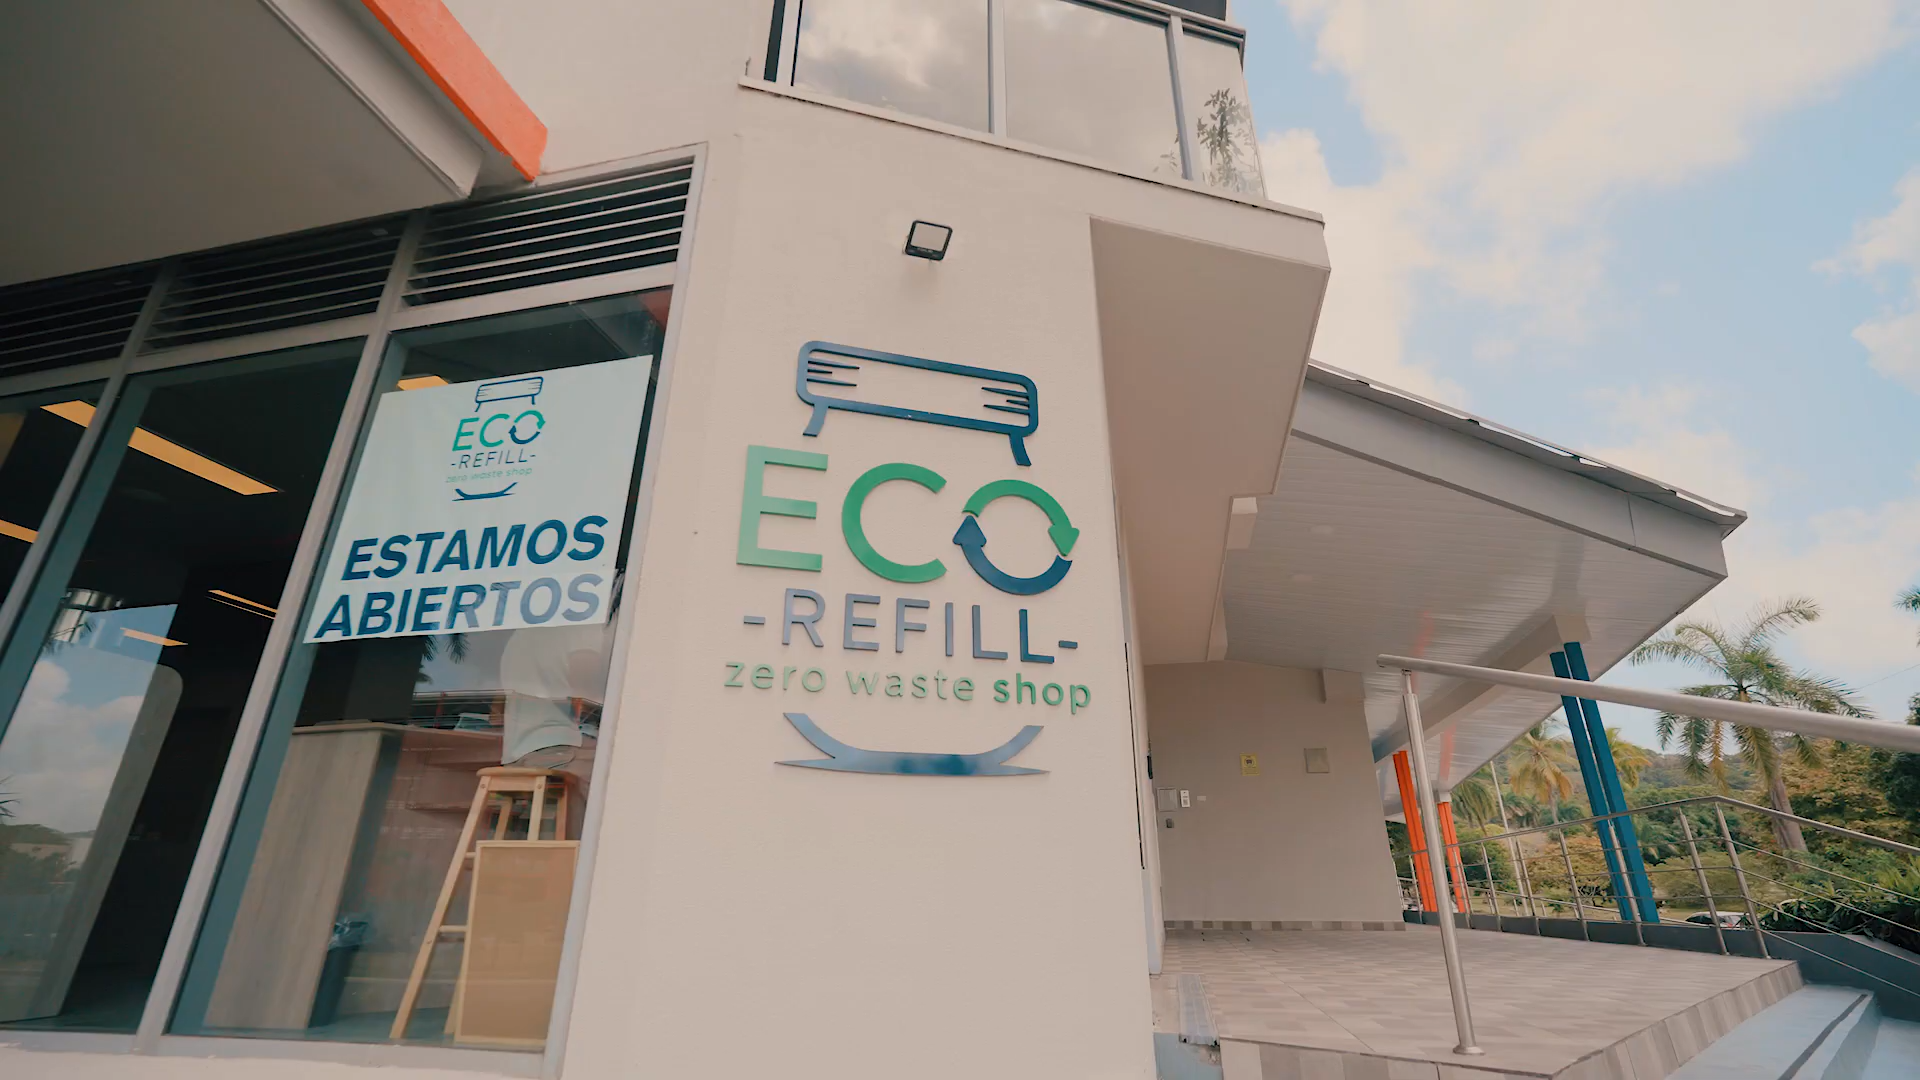 ECO
-REFILL-
zero waste shop
ESTAMOS
ABIERTOS
ECO
-REFILL-
zero waste shop